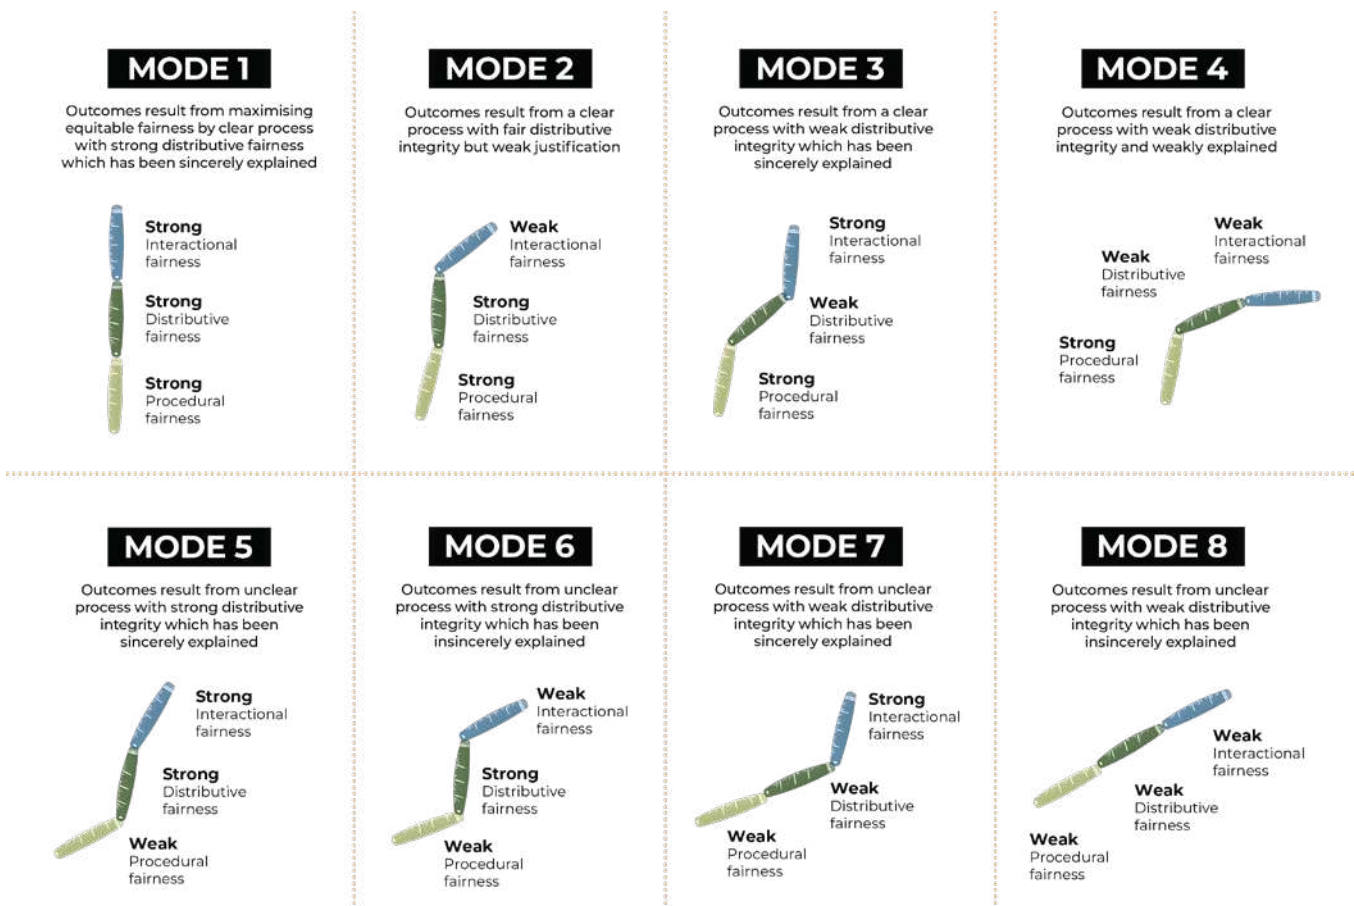 MODE 1
Outcomes result from maximising
equitable fairness by clear process
with strong distributive fairness
which has been sincerely explained
Strong
Interactional
fairness
Strong
Distributive
fairness
Strong
Procedural
fairness
MODE 2
Outcomes result from a clear
process with fair distributive
integrity but weak justification
Weak
Interactional
fairness
Strong
Distributive
fairness
Strong
Procedural
fairness
MODE 3
Outcomes result from a clear
process with weak distributive
integrity which has been
sincerely explained
Strong
Interactional
fairness
Weak
Distributive
fairness
Strong
Procedural
fairness
MODE 4
Outcomes result from a clear
process with weak distributive
integrity and weakly explained
Weak
Interactional
fairness
Weak
Distributive
fairness
Strong
Procedural
fairness
MODE 5
Outcomes result from unclear
process with strong distributive
integrity which has been
sincerely explained
Strong
Interactional
fairness
Strong
Distributive
fairness
Weak
Procedural
fairness
MODE 6
Outcomes result from unclear
process with strong distributive
integrity which has been
insincerely explained
Weak
Interactional
fairness
Strong
Distributive
fairness
Weak
Procedural
fairness
MODE 7
Outcomes result from unclear
process with weak distributive
integrity which has been
sincerely explained
Strong
Interactional
fairness
Weak
Distributive
fairness
Weak
Procedural
fairness
MODE 8
Outcomes result from unclear
process with weak distributive
integrity which has been
insincerely explained
Weak
Interactional
fairness
Weak
Distributive
fairness
Weak
Procedural
fairness